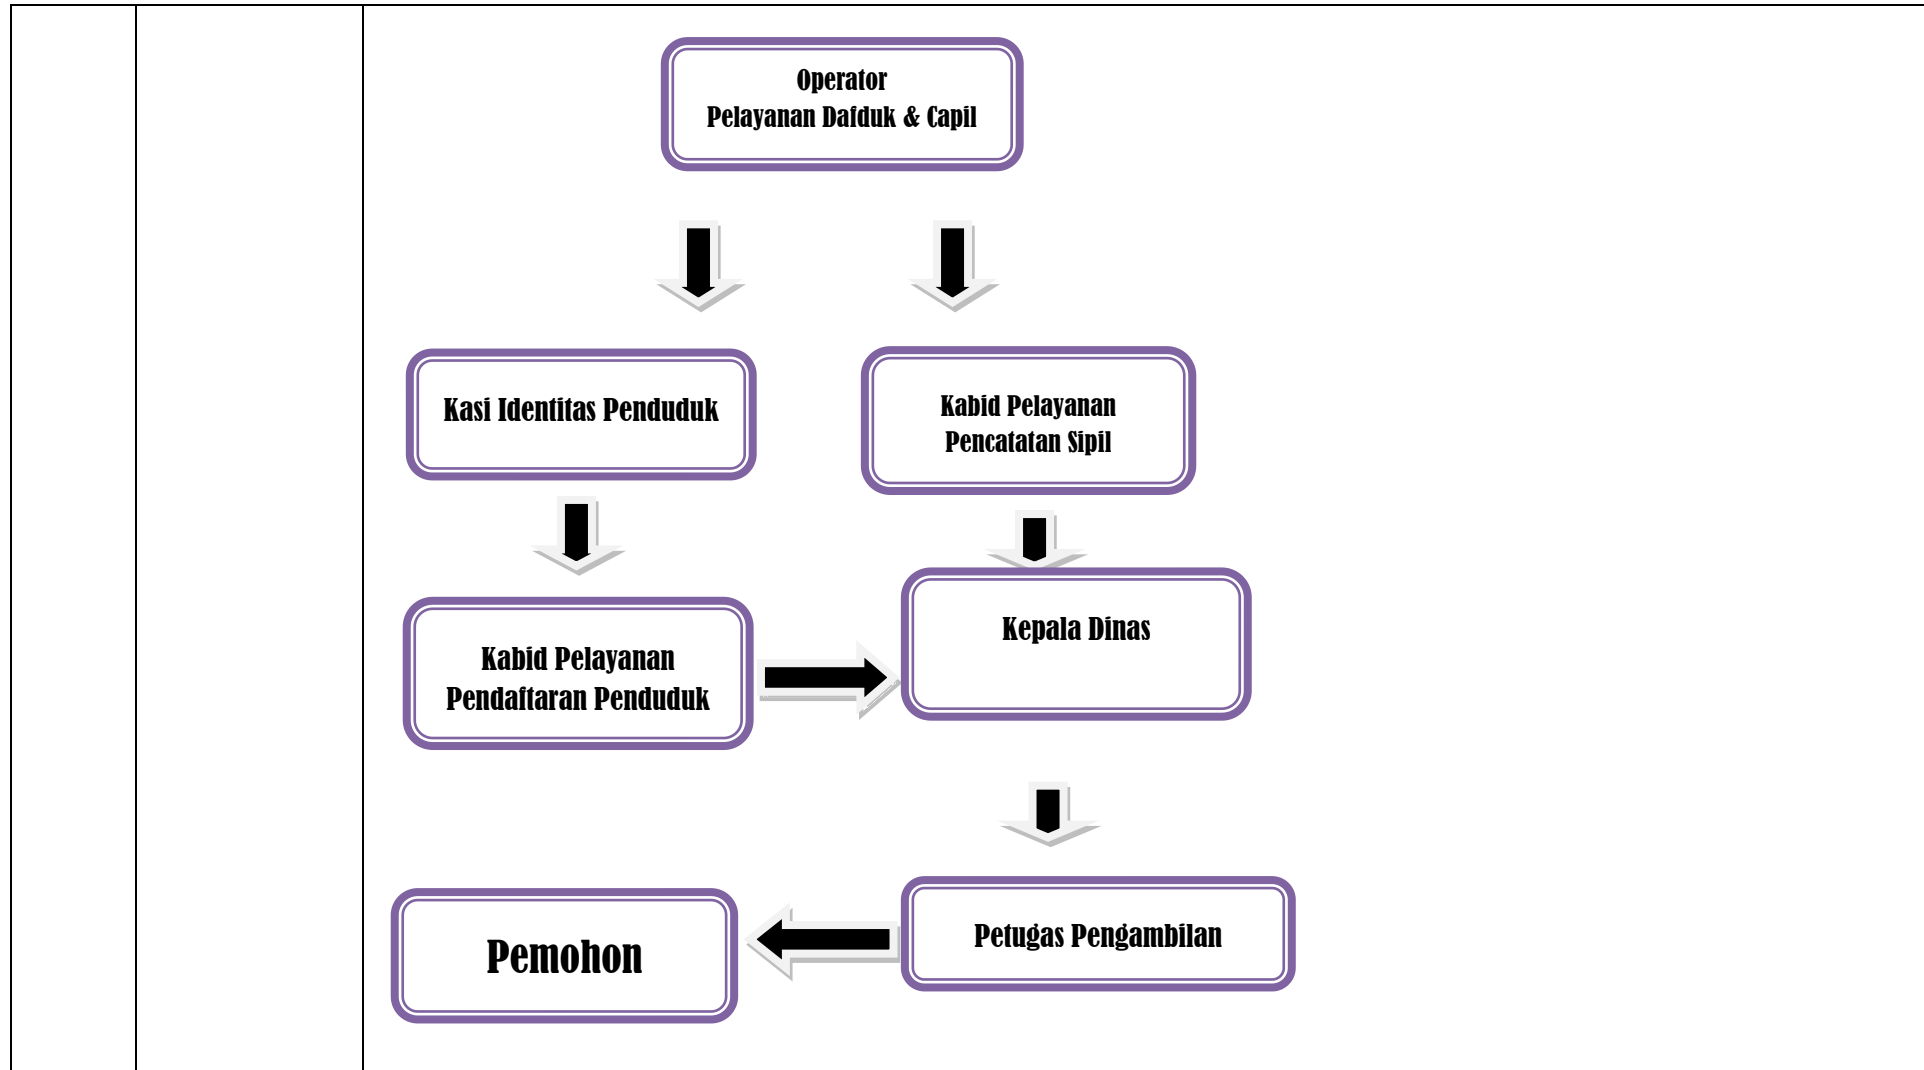 Operator
Pelayanan Dafduk & Capil
Kasi Identitas Penduduk
Kabid Pelayanan
Pencatatan Sipil
Kabid Pelayanan
Pendaftaran Penduduk
Kepala Dinas
Pemohon
Petugas Pengambilan